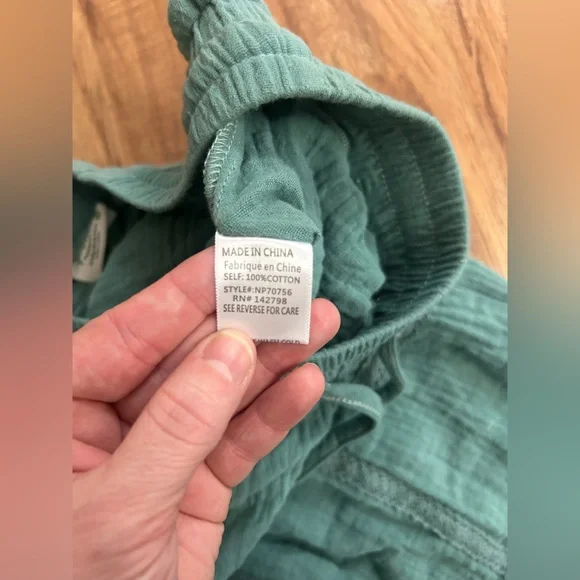 MADE IN CHINA
Fabriqué en Chine
SELF: 100%COTTON
STYLE#:NP70756
RN# 142798
SEE REVERSE FOR CARE